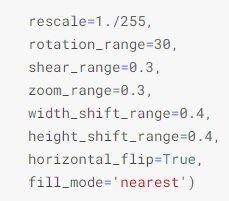 rescale=1./255,
rotation_range=30,
shear_range=0.3,
zoom_range=0.3,
width_shift_range=0.4,
height_shift_range=0.4,
horizontal_flip=True,
fill_mode='nearest')